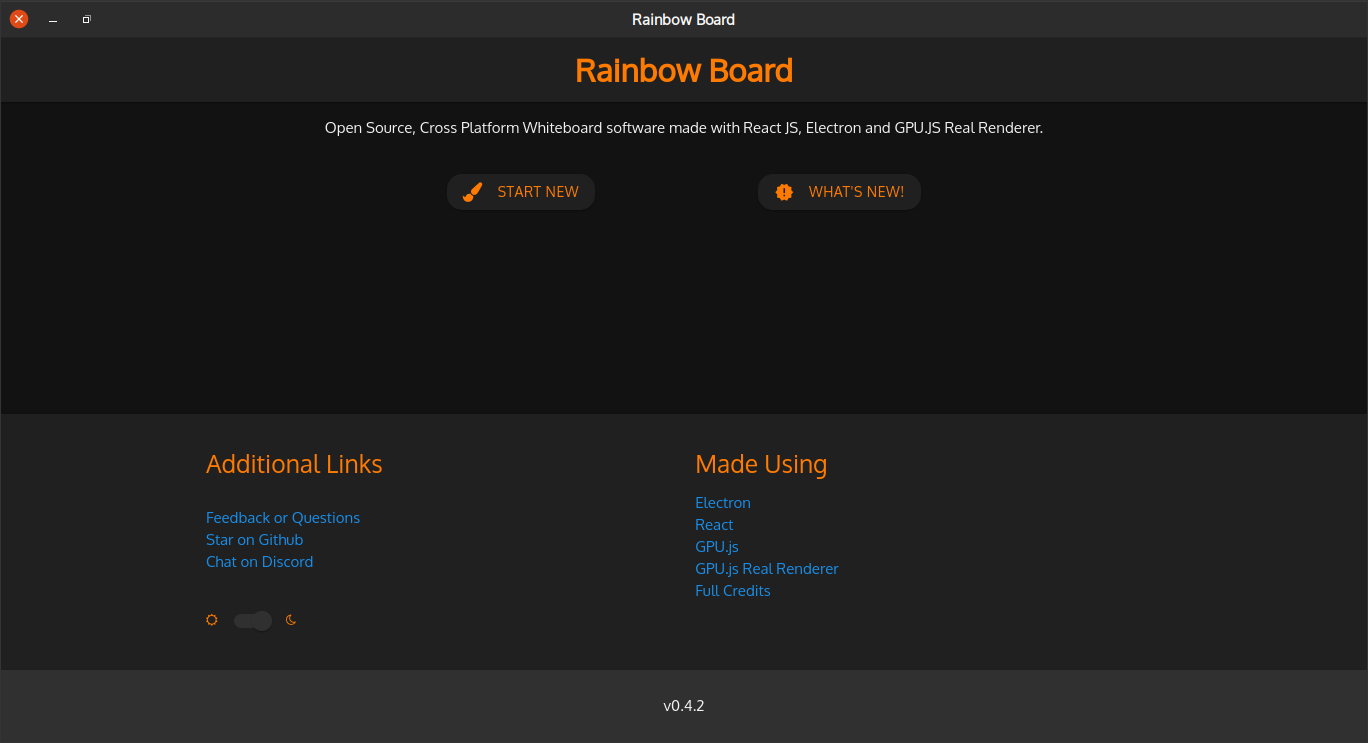 Rainbow Board
Rainbow Board
Open Source, Cross Platform Whiteboard software made with React JS, Electron and GPU.JS Real Renderer.
START NEW
WHAT'S NEW!
Additional Links
Feedback or Questions
Star on Github
Chat on Discord
Made Using
Electron
React
GPU.js
GPU.js Real Renderer
Full Credits
v0.4.2